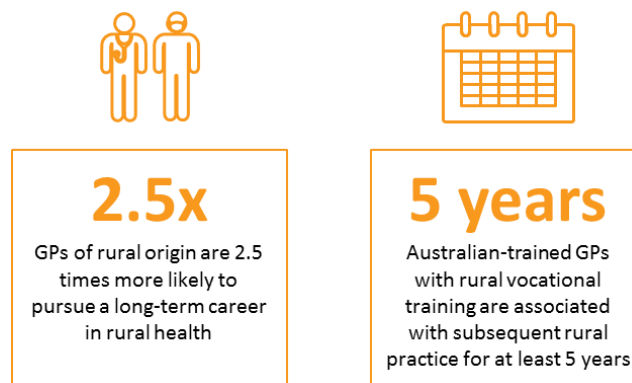 2.5x
GPs of rural origin are 2.5
times more likely to
pursue a long-term career
in rural health
5 years
Australian-trained GPs
with rural vocational
training are associated
with subsequent rural
practice for at least 5 years